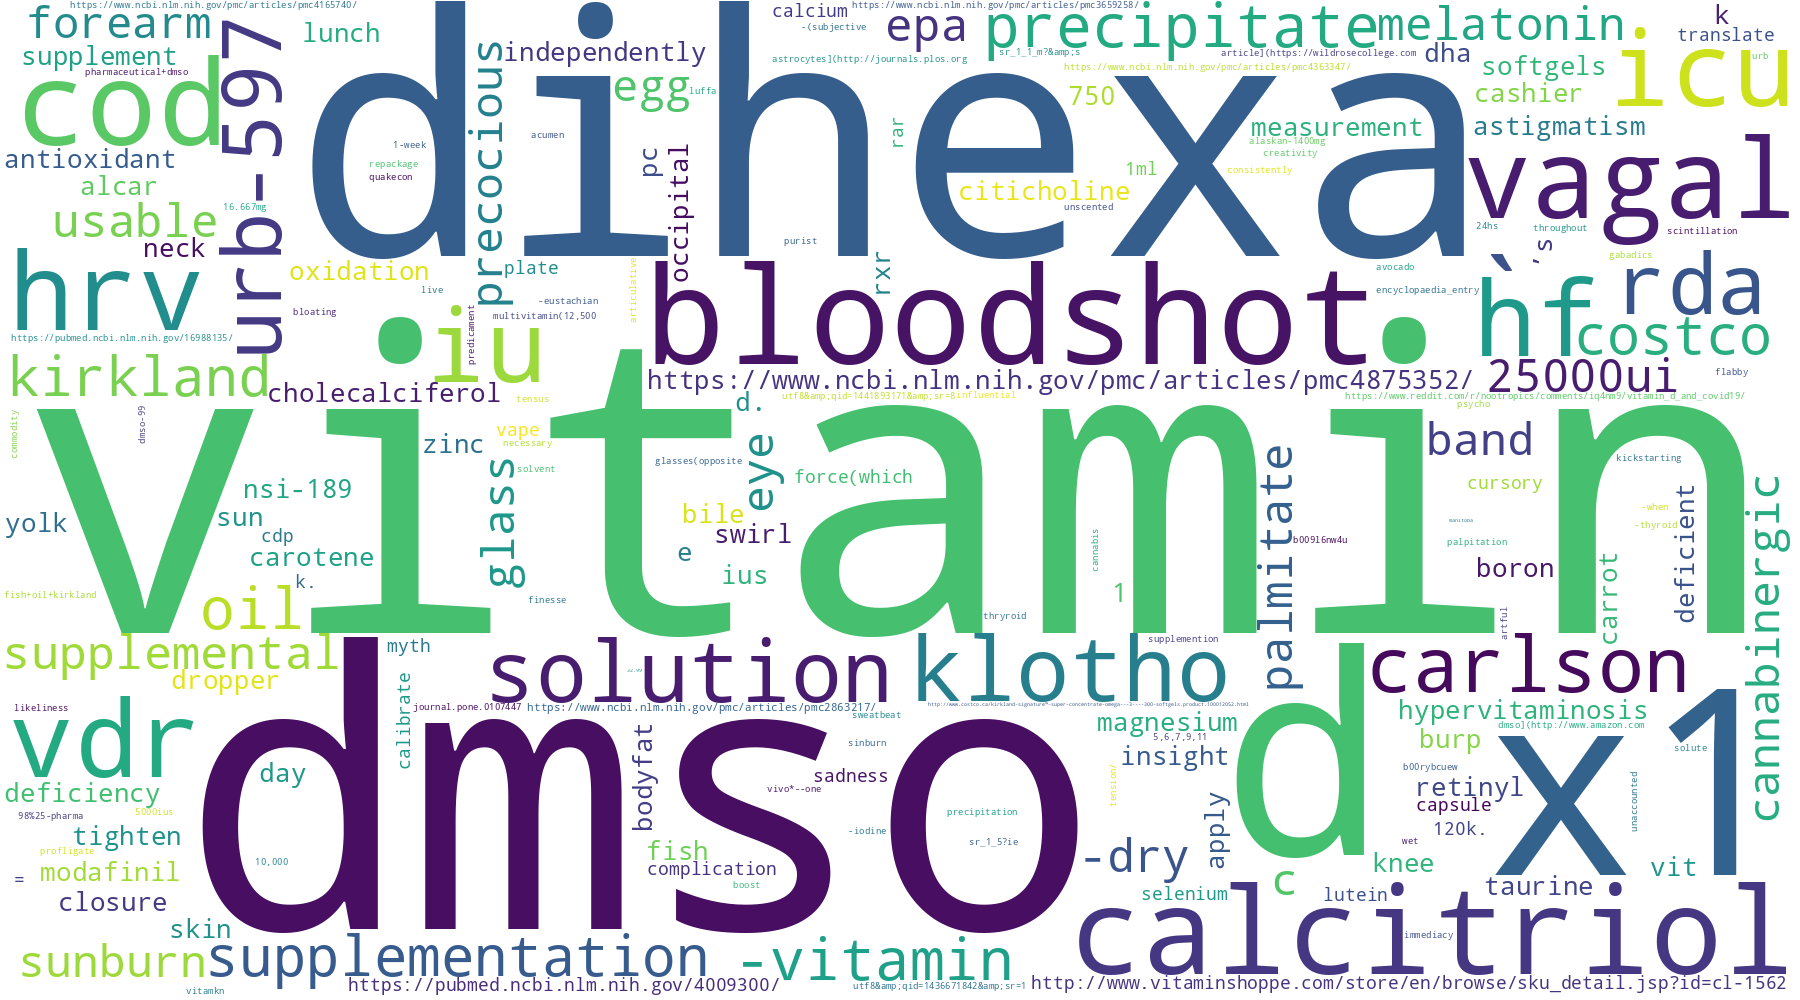 https://www.ncbi.nlm.nih.gov/pmc/articles/pmc4165740/
forearm
supplement
pharmaceutical+dmso
cod
antioxidant
alcar
usable
16.667mg
neck
hrv
urb-597
lunch
https://pubmed.ncbi.nlm.nih.gov/16988135/
kirkland
cholecalciferol
oxidation
bloating
live
dihexa
1-week
repackage
quakecon
precocious
independently
acumen
egg
luffa
pc
occipital
plate
-eustachian
multivitamin(12,500
articulative
predicament
iu
tensus
calcium
-(subjective
https://www.ncbi.nlm.nih.gov/pmc/articles/pmc3659258/
epa
astrocytes](http://journals.plos.org
sr_1_1_m?&amp;s
precipitate
melatonin
k
translate
urb
icu
article](https://wildrosecollege.com
dha
https://www.ncbi.nlm.nih.gov/pmc/articles/pmc4363347/
softgels
cashier
750
rar
measurement
alaskan-1400mg
creativity
consistently
astigmatism
1ml
citicholine
unscented
purist
rxr
vagal
24hs
throughout
scintillation
's
gabadics
avocado
encyclopaedia_entry
`
hf
rda
costco
bloodshot
25000ui
flabby
https://www.ncbi.nlm.nih.gov/pmc/articles/pmc4875352/
https://www.reddit.com/r/nootropics/comments/iq4nm9/vitamin_d_and_covid19/
utf8&amp;qid=1441893171&amp;sr=8
influential
psycho
d.
vitamin
commodity
dmso-99
zinc
vape
necessary
solvent
glass
eye
glasses(opposite
force(which
band
kickstarting
cursory
nsi-189
yolk
sun
cdp
carotene
k.
bile
swirl
e
ius
cannabis
1
palmitate
b00916nw4u
-when
-thyroid
palpitation
manitoba
boron
carrot
deficient
cannabinergic
fish+oil+kirkland
oil
finesse
thryroid
artful
supplemental
dropper
myth
solution
klotho
supplemention
carlson
likeliness
vdr
calibrate
journal.pone.0107447
https://www.ncbi.nlm.nih.gov/pmc/articles/pmc2863217/
sweatbeat
http://www.costco.ca/kirkland-signature*-super-concentrate-omega---3----300-softgels.product.100012052.html
magnesium
5,6,7,9,11
insight
hypervitaminosis
dmso](http://www.amazon.com
burp
solute
dmso
d
x1
day
bodyfat
sinburn
sadness
vivo*--one
tension/
b00rybcuew
retinyl
capsule
120k.
wet
unaccounted
deficiency
98%25-pharma
5000ius
tighten
profligate
=
modafinil
10,000
closure
precipitation
-iodine
sr_1_5?ie
fish
complication
boost
-dry
apply
selenium
c
knee
vit
lutein
taurine
skin
sunburn
supplementation
-vitamin
calcitriol
immediacy
vitamkn
https://pubmed.ncbi.nlm.nih.gov/4009300/
utf8&amp;qid=1436671842&amp;sr=1
http://www.vitaminshoppe.com/store/en/browse/sku_detail.jsp?id=cl-1562